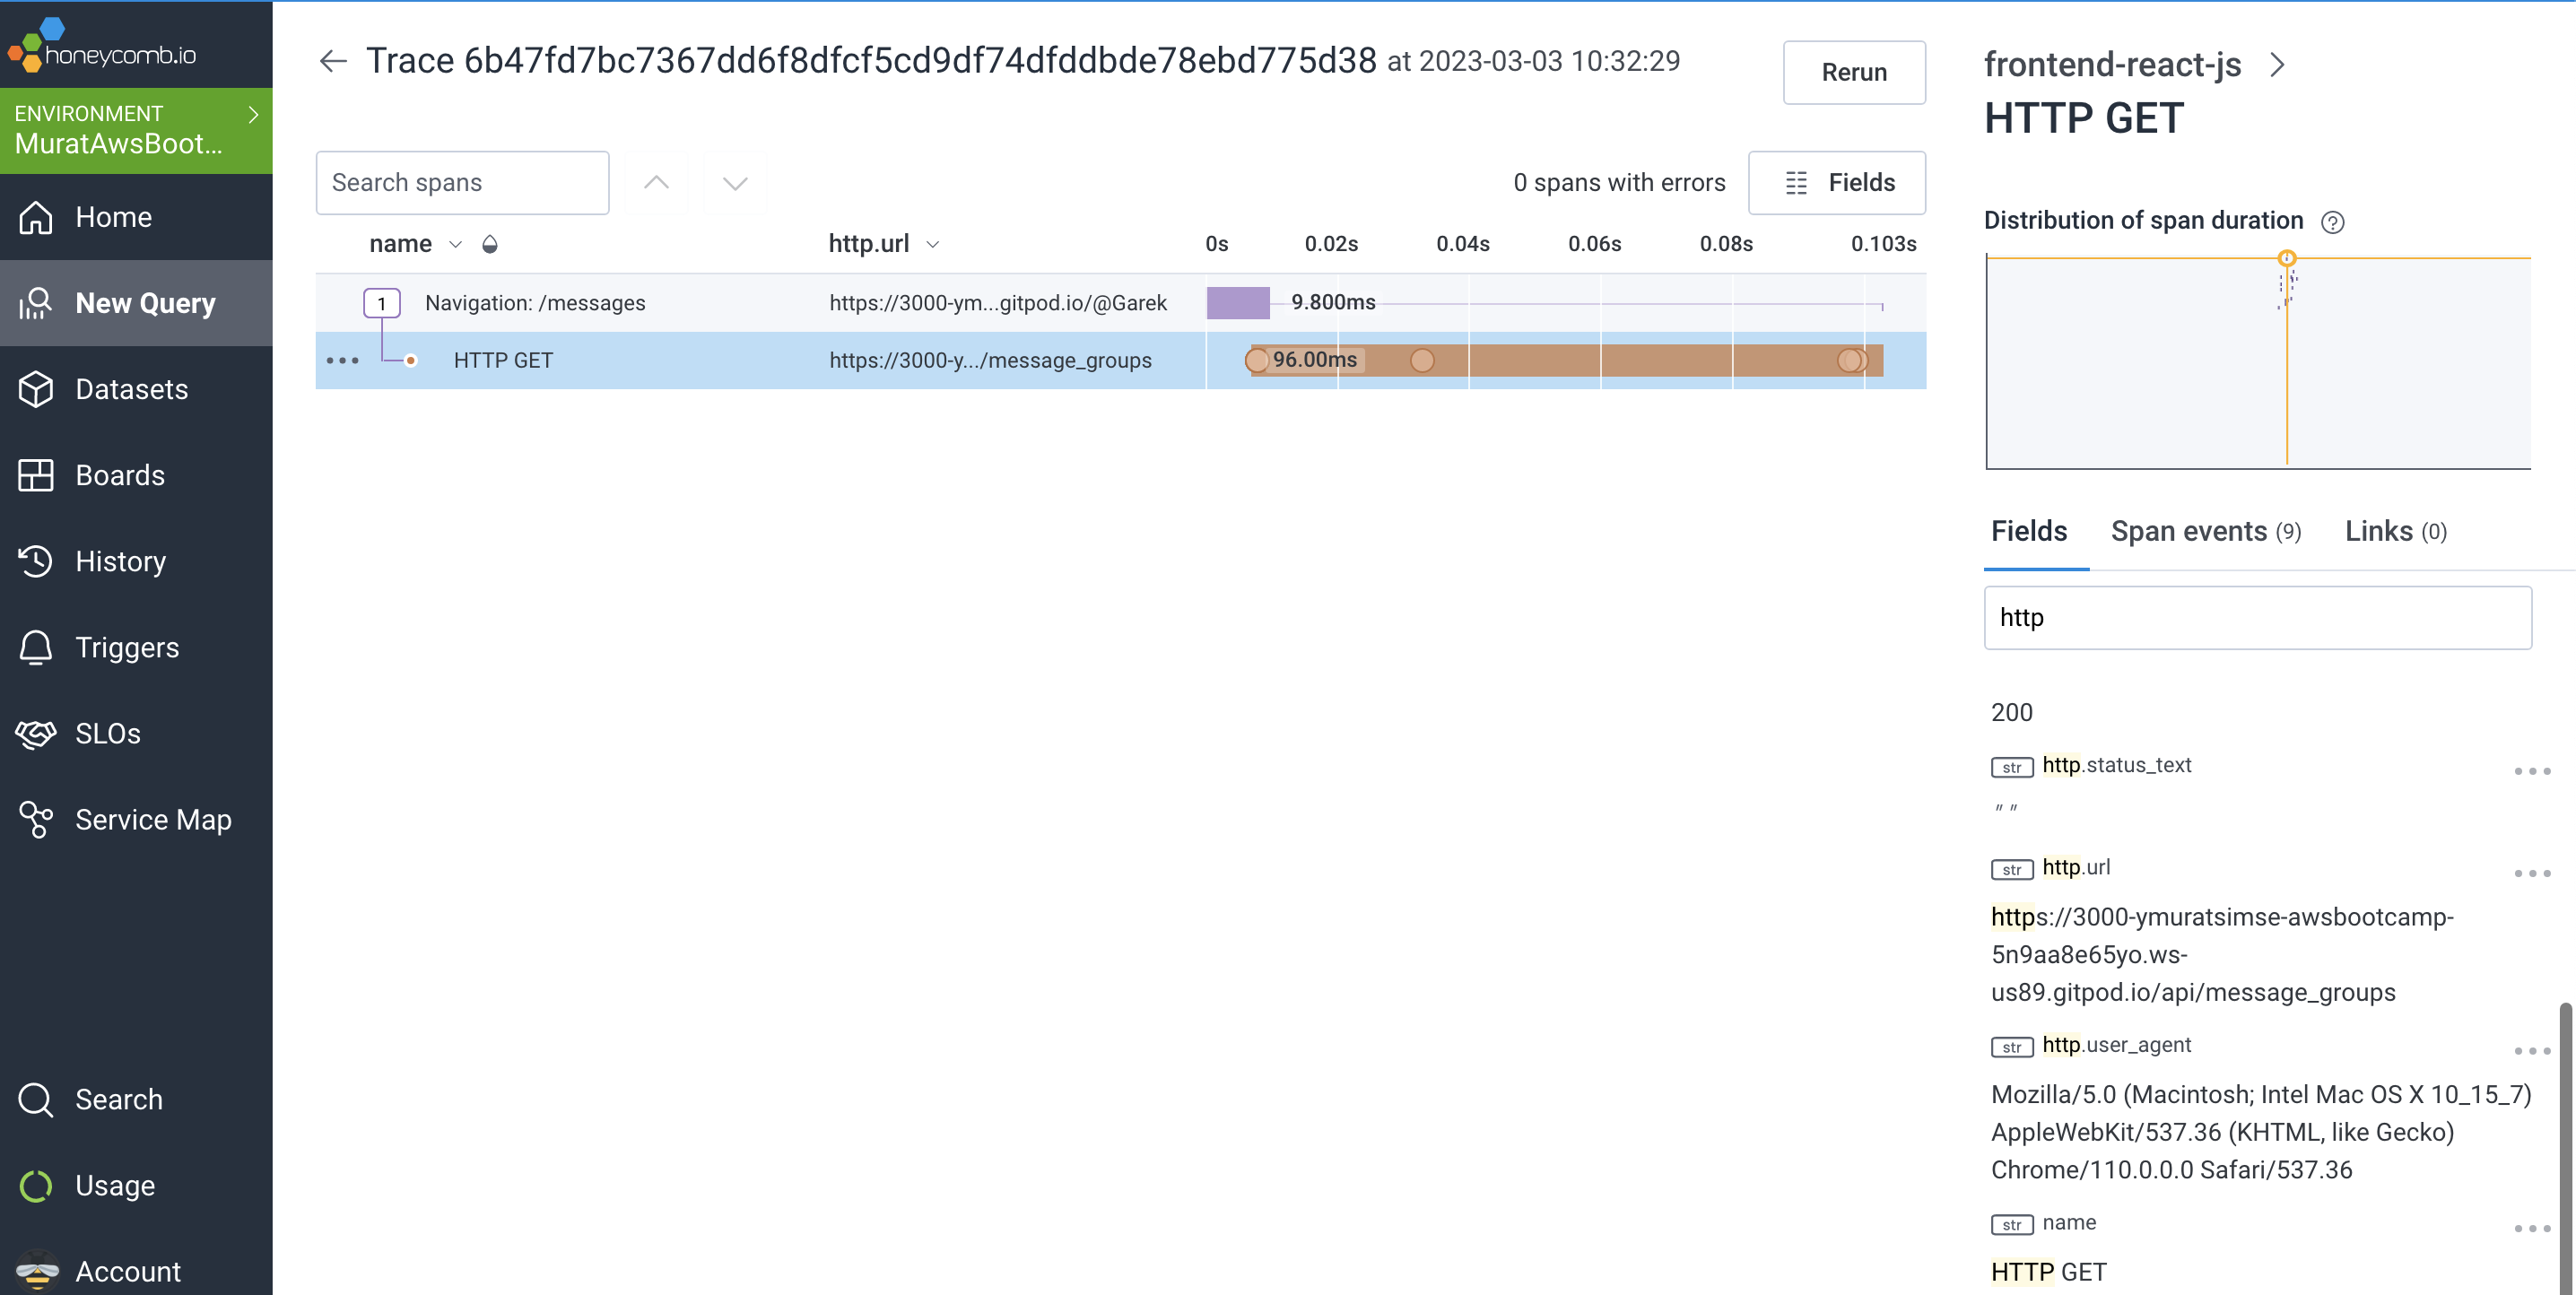 honeycomb.io
ENVIRONMENT
MuratAwsBoot...
Home
New Query
Datasets
Boards
History
Triggers
SLOs
Service Map
Search
Usage
Account
Trace 6b47fd7bc7367dd6f8dfcf5cd9df74dfddbde78ebd775d38 at 2023-03-03 10:32:29
Rerun
Search spans
0 spans with errors
Fields
name http.url 0s 0.02s 0.04s 0.06s 0.08s 0.103s
1 Navigation: /messages https://3000-ym...gitpod.io/@Garek 9.800ms
HTTP GET https://3000-y.../message_groups 96.00ms
frontend-react-js
HTTP GET
Distribution of span duration ?
Fields Span events (9) Links (0)
http
200
str http.status_text
""
str http.url
https://3000-ymuratsimse-awsbootcamp-
5n9aa8e65yo.ws-
us89.gitpod.io/api/message_groups
str http.user_agent
Mozilla/5.0 (Macintosh; Intel Mac OS X 10_15_7)
AppleWebKit/537.36 (KHTML, like Gecko)
Chrome/110.0.0.0 Safari/537.36
str name
HTTP GET